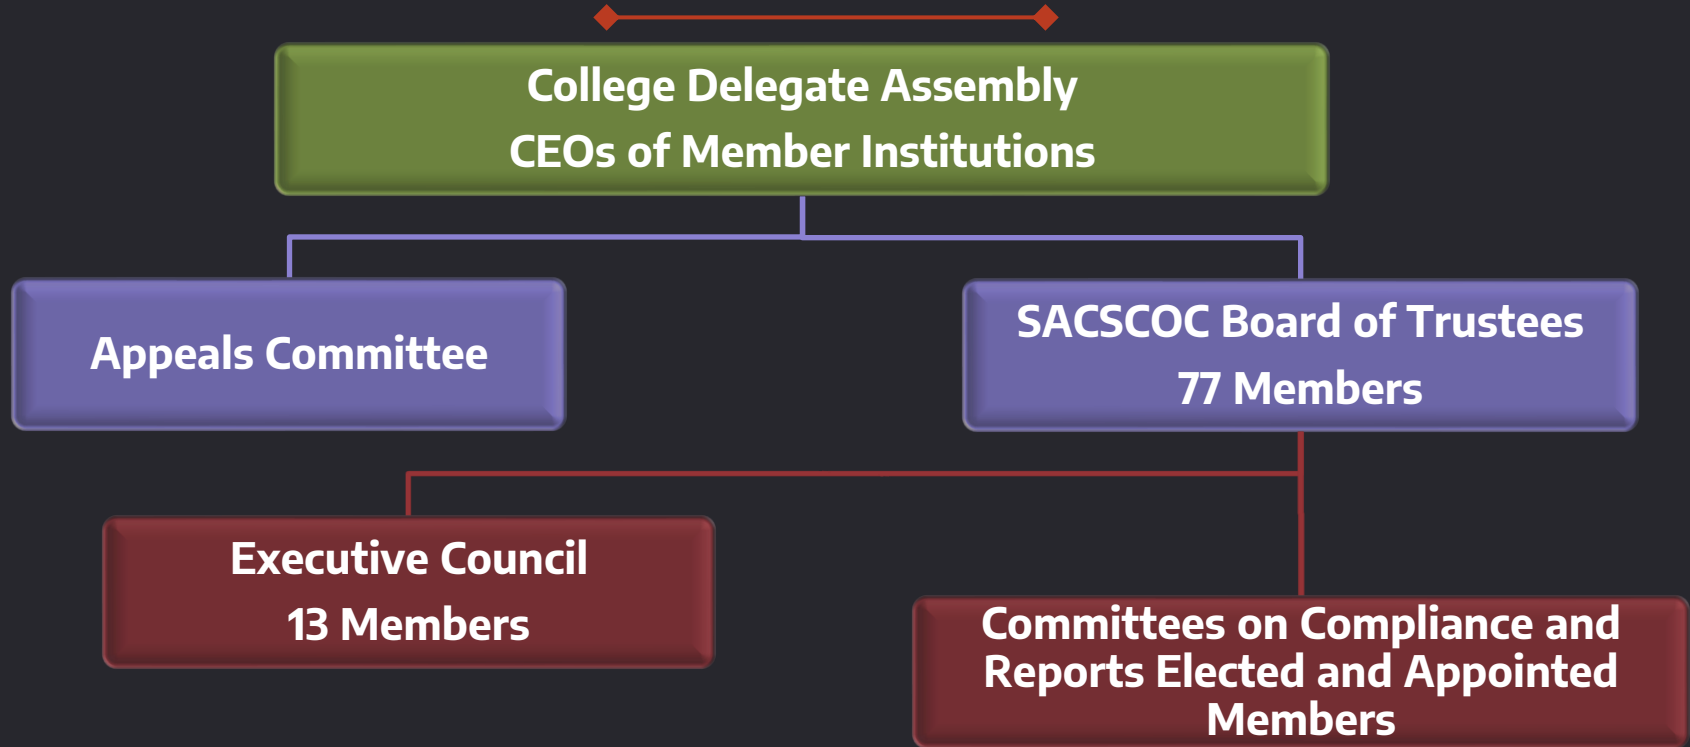 College Delegate Assembly
CEOs of Member Institutions
Appeals Committee
SACSCOC Board of Trustees
77 Members
Executive Council
13 Members
Committees on Compliance and
Reports Elected and Appointed
Members